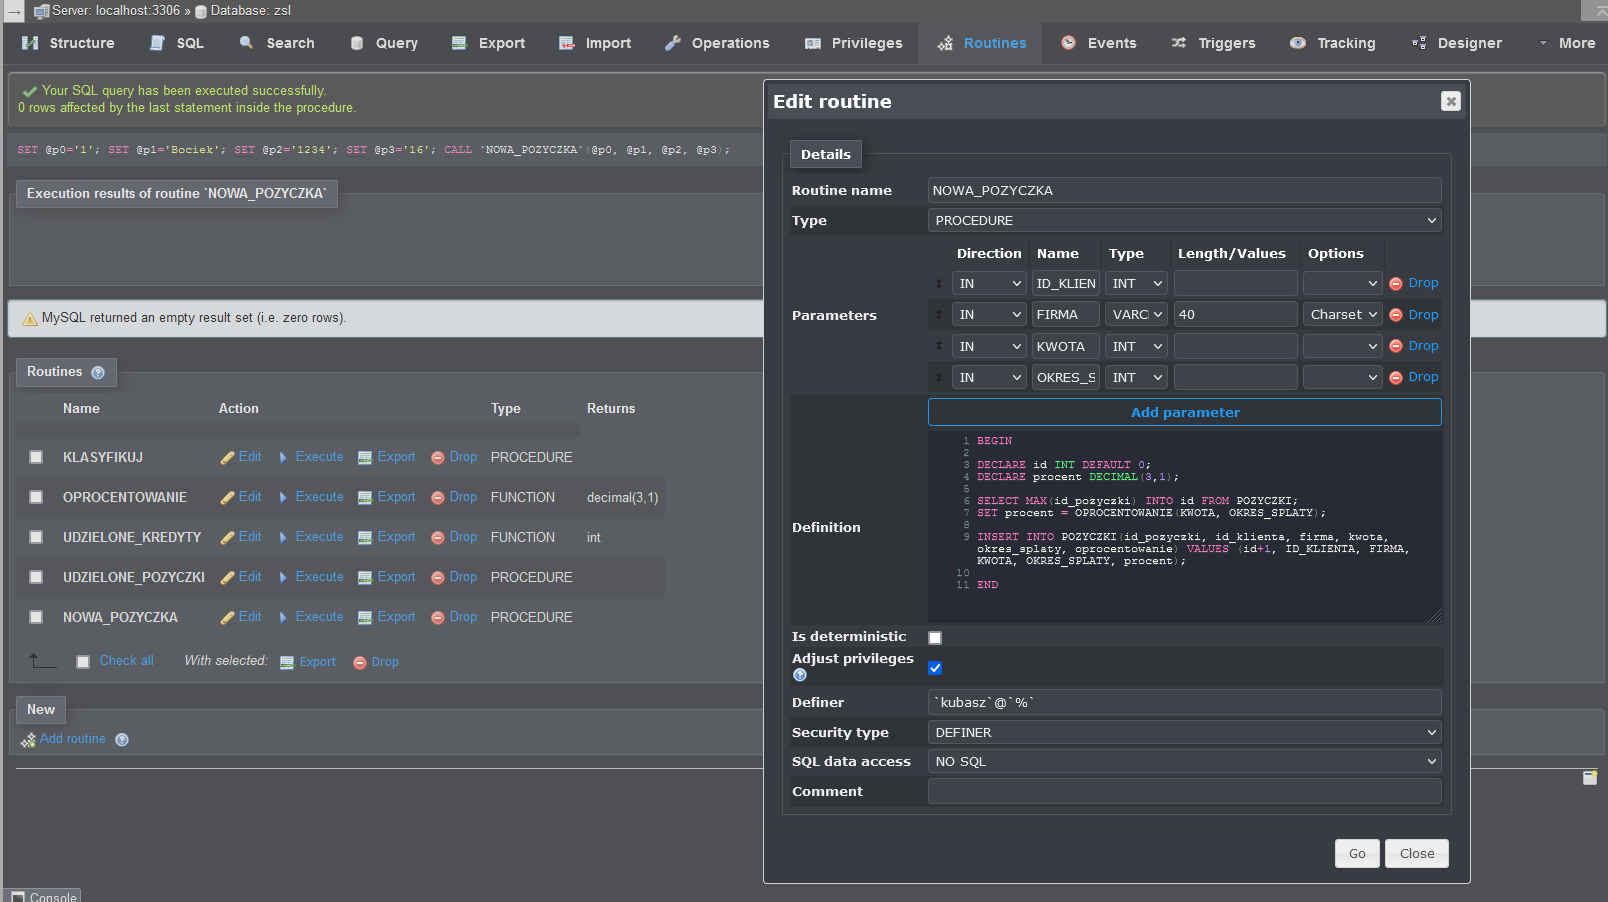 Server: localhost:3306 » Database: zsl
Structure SQL Search Query Export Import Operations Privileges Routines Events Triggers Tracking Designer More
Your SQL query has been executed successfully.
0 rows affected by the last statement inside the procedure.
SET @p0='1'; SET @p1='Bociek'; SET @p2='1234'; SET @p3='16'; CALL `NOWA_POZYCZKA`(@p0, @p1, @p2, @p3);
Execution results of routine `NOWA_POZYCZKA`
MySQL returned an empty result set (i.e. zero rows).
Routines
Name Action Type Returns
KLASYFIKUJ Edit Execute Export Drop PROCEDURE
OPROCENTOWANIE Edit Execute Export Drop FUNCTION decimal(3,1)
UDZIELONE_KREDYTY Edit Execute Export Drop FUNCTION int
UDZIELONE_POZYCZKI Edit Execute Export Drop PROCEDURE
NOWA_POZYCZKA Edit Execute Export Drop PROCEDURE
Check all With selected: Export Drop
New
Add routine
Console
Edit routine
Details
Routine name NOWA_POZYCZKA
Type PROCEDURE
Parameters
Direction Name Type Length/Values Options
IN ID_KLIEN INT Drop
IN FIRMA VARC 40 Charset Drop
IN KWOTA INT Drop
IN OKRES_S INT Drop
Add parameter
Definition
1 BEGIN
2
3 DECLARE id INT DEFAULT 0;
4 DECLARE procent DECIMAL(3,1);
5
6 SELECT MAX(id_pozyczki) INTO id FROM POZYCZKI;
7 SET procent = OPROCENTOWANIE(KWOTA, OKRES_SPLATY);
8
9 INSERT INTO POZYCZKI(id_pozyczki, id_klienta, firma, kwota,
okres_splaty, oprocentowanie) VALUES (id+1, ID_KLIENTA, FIRMA,
KWOTA, OKRES_SPLATY, procent);
10
11 END
Is deterministic
Adjust privileges
Definer `kubasz`@`%`
Security type DEFINER
SQL data access NO SQL
Comment
Go Close